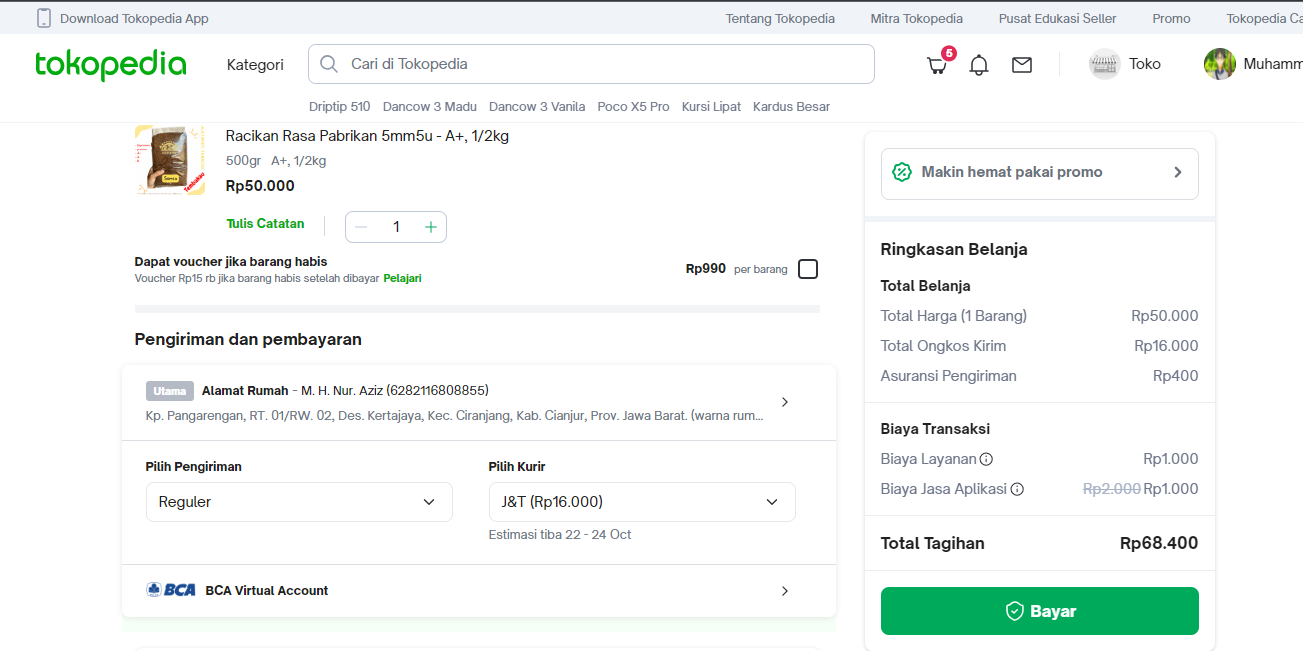 Download Tokopedia App
Tentang Tokopedia Mitra Tokopedia Pusat Edukasi Seller Promo Tokopedia Ca
tokopedia
Kategori
Cari di Tokopedia
5
Toko
Muhamm
Driptip 510 Dancow 3 Madu Dancow 3 Vanila Poco X5 Pro Kursi Lipat Kardus Besar
Racikan Rasa Pabrikan 5mm5u - A+, 1/2kg
500gr A+, 1/2kg
Rp50.000
Tulis Catatan
1
Dapat voucher jika barang habis
Voucher Rp15 rb jika barang habis setelah dibayar Pelajari
Rp990 per barang
Pengiriman dan pembayaran
Utama Alamat Rumah - M. H. Nur. Aziz (6282116808855)
Kp. Pangarengan, RT. 01/RW. 02, Des. Kertajaya, Kec. Ciranjang, Kab. Cianjur, Prov. Jawa Barat. (warna rum...
Pilih Pengiriman
Reguler
Pilih Kurir
J&T (Rp16.000)
Estimasi tiba 22 - 24 Oct
BCA BCA Virtual Account
Makin hemat pakai promo
Ringkasan Belanja
Total Belanja
Total Harga (1 Barang) Rp50.000
Total Ongkos Kirim Rp16.000
Asuransi Pengiriman Rp400
Biaya Transaksi
Biaya Layanan Rp1.000
Biaya Jasa Aplikasi Rp2.000 Rp1.000
Total Tagihan Rp68.400
Bayar